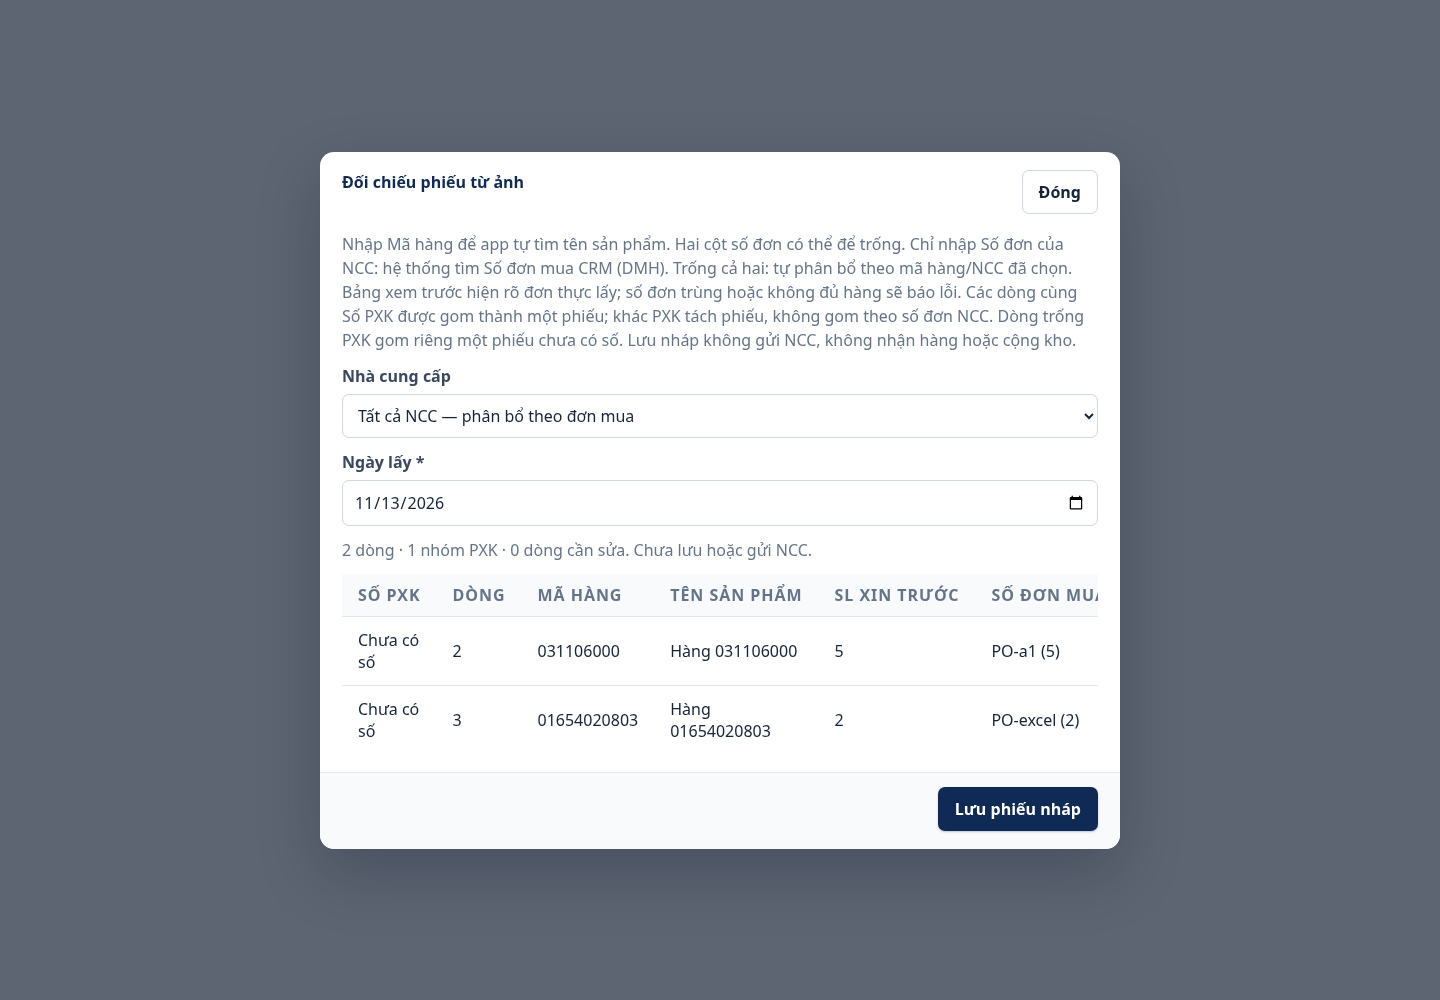 Đối chiếu phiếu từ ảnh
Đóng
Nhập Mã hàng để app tự tìm tên sản phẩm. Hai cột số đơn có thể để trống. Chỉ nhập Số đơn của
NCC: hệ thống tìm Số đơn mua CRM (DMH). Trống cả hai: tự phân bổ theo mã hàng/NCC đã chọn.
Bảng xem trước hiện rõ đơn thực lấy; số đơn trùng hoặc không đủ hàng sẽ báo lỗi. Các dòng cùng
Số PXK được gom thành một phiếu; khác PXK tách phiếu, không gom theo số đơn NCC. Dòng trống
PXK gom riêng một phiếu chưa có số. Lưu nháp không gửi NCC, không nhận hàng hoặc cộng kho.
Nhà cung cấp
Tất cả NCC — phân bổ theo đơn mua
Ngày lấy *
11/13/2026
2 dòng · 1 nhóm PXK · 0 dòng cần sửa. Chưa lưu hoặc gửi NCC.
SỐ PXK DÒNG MÃ HÀNG TÊN SẢN PHẨM SL XIN TRƯỚC SỐ ĐƠN MUA
Chưa có số 2 031106000 Hàng 031106000 5 PO-a1 (5)
Chưa có số 3 01654020803 Hàng 01654020803 2 PO-excel (2)
Lưu phiếu nháp